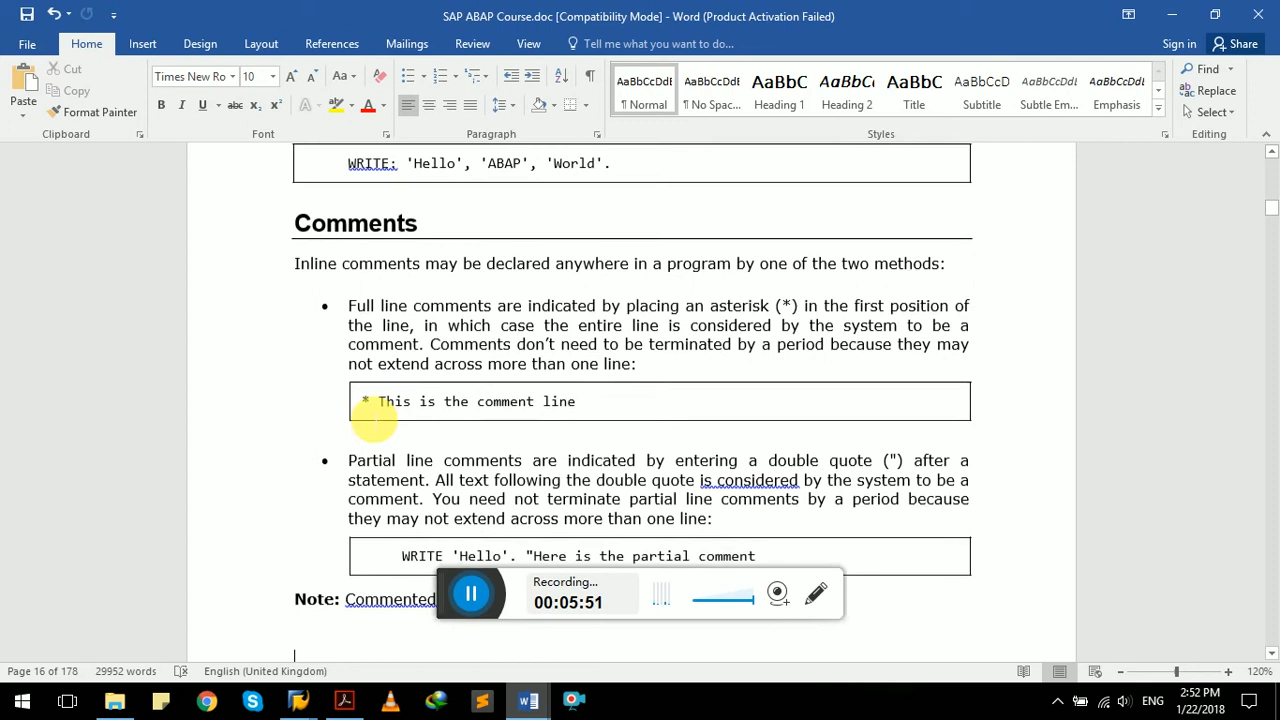 SAP ABAP Course.doc [Compatibility Mode] - Word (Product Activation Failed)
File Home Insert Design Layout References Mailings Review View Tell me what you want to do... Sign in Share
Cut
Copy
Format Painter
Paste
Clipboard
Times New Ro 10
Aa
B I U abc x₂ x² A A
Font
Paragraph
AaBbCcDdE AaBbCcDdE AaBbC AaBbCc AaBbC AaBbCcD AaBbCcDdE AaBbCcDdE
¶ Normal ¶ No Spac... Heading 1 Heading 2 Title Subtitle Subtle Em... Emphasis
Styles
Find
Replace
Select
Editing
WRITE: 'Hello', 'ABAP', 'World'.
Comments
Inline comments may be declared anywhere in a program by one of the two methods:
• Full line comments are indicated by placing an asterisk (*) in the first position of
the line, in which case the entire line is considered by the system to be a
comment. Comments don't need to be terminated by a period because they may
not extend across more than one line:
* This is the comment line
• Partial line comments are indicated by entering a double quote (") after a
statement. All text following the double quote is considered by the system to be a
comment. You need not terminate partial line comments by a period because
they may not extend across more than one line:
WRITE 'Hello'. "Here is the partial comment
Note: Commented
Recording...
00:05:51
Page 16 of 178 29952 words English (United Kingdom) 120%
ENG
2:52 PM
1/22/2018